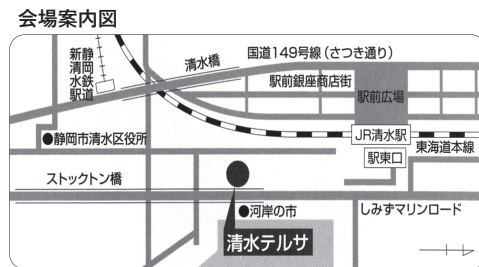 会場案内図
国道149号線（さつき通り）
新静岡清水鉄道駅
清水橋
駅前銀座商店街
駅前広場
JR清水駅
●静岡市清水区役所
東海道本線
駅東口
ストックトン橋
●河岸の市
しみずマリンロード
清水テルサ